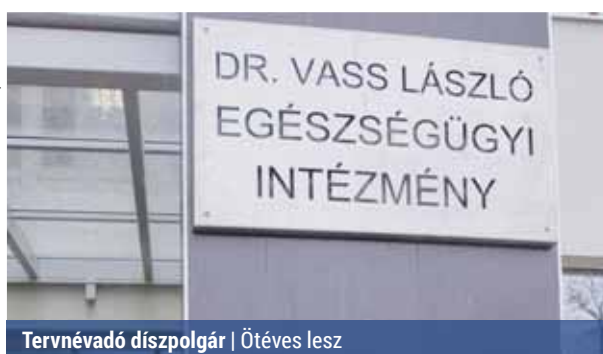 DR. VASS LÁSZLÓ
EGÉSZSÉGÜGYI
INTÉZMÉNY
Tervnévadó díszpolgár | Ötéves lesz